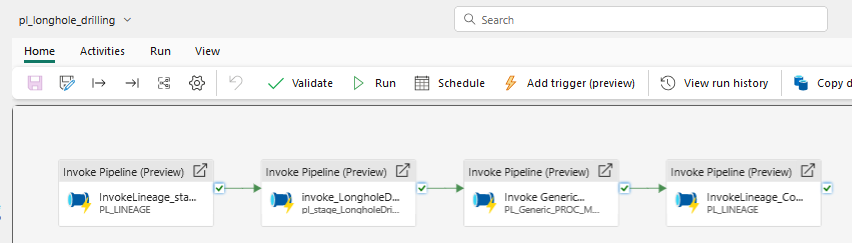 pl_longhole_drilling
Search
Home Activities Run View
Validate Run Schedule Add trigger (preview) View run history Copy d
Invoke Pipeline (Preview) Invoke Pipeline (Preview) Invoke Pipeline (Preview) Invoke Pipeline (Preview)
InvokeLineage_sta... invoke_LongholeD... Invoke Generic... InvokeLineage_Co...
PL_LINEAGE pl_stage_LongholeDri... PL_Generic_PROC_M... PL_LINEAGE